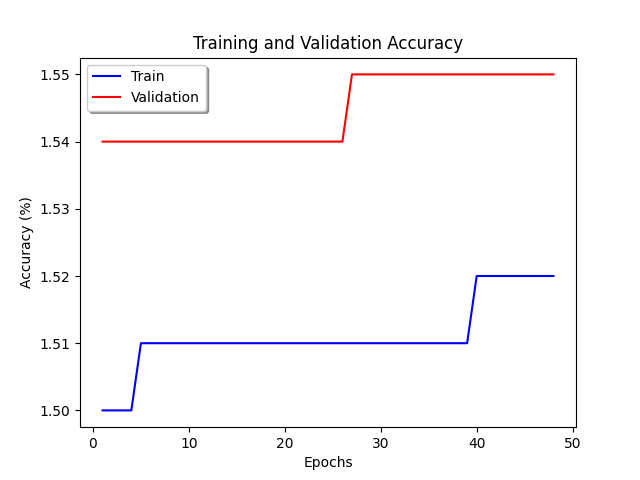 Training and Validation Accuracy
Train
Validation
1.55
1.54
1.53
1.52
1.51
1.50
Accuracy (%)
0 10 20 30 40 50
Epochs